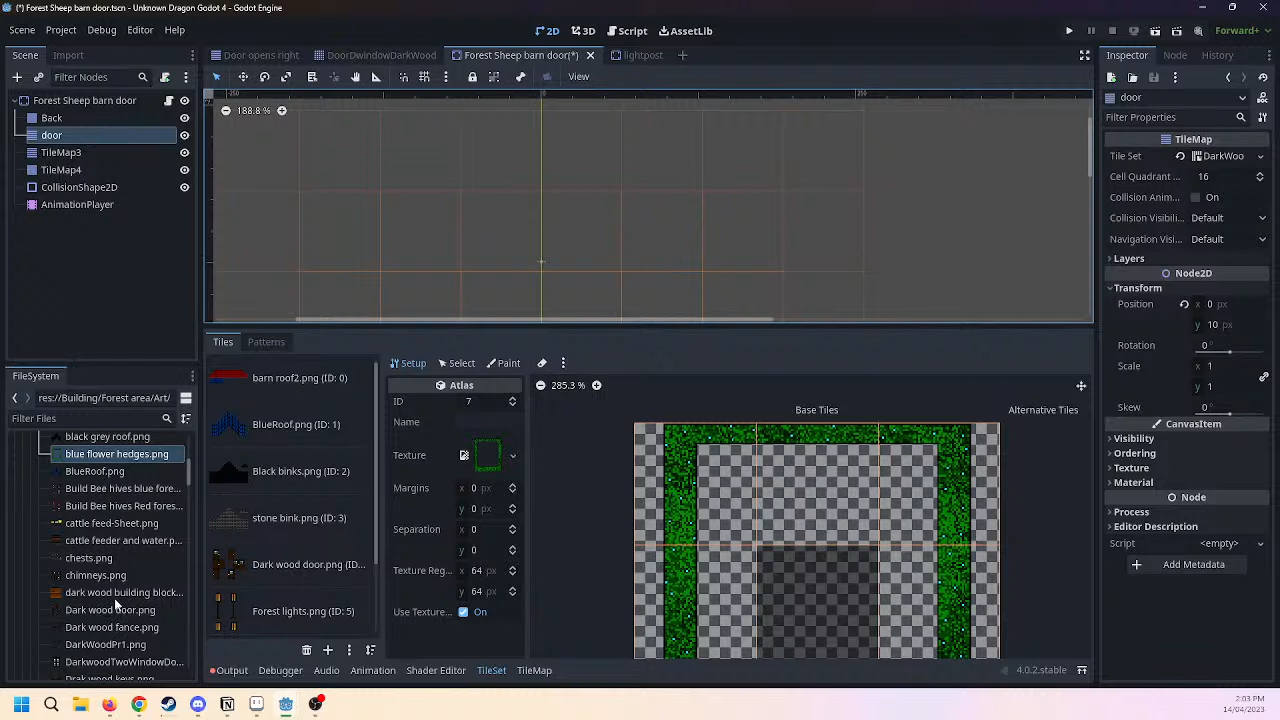 (*) Forest Sheep barn door.tscn - Unknown Dragon Godot 4 - Godot Engine
Scene Project Debug Editor Help
2D 3D Script AssetLib
Forward+
Scene Import
Door opens right DoorDwindwDarkWood Forest Sheep barn door(*) lightpost
Inspector Node History
Filter Nodes
View
Forest Sheep barn door
Back
door
TileMap3
TileMap4
CollisionShape2D
AnimationPlayer
-250 0 250
188.8 %
door
Filter Properties
TileMap
Tile Set DarkWoo
Cell Quadrant 16
Collision Anim... On
Collision Visibili... Default
Navigation Visi... Default
Layers
Node2D
Transform
Position x 0 px
y 10 px
Rotation 0 °
Scale x 1
y 1
Skew 0 °
CanvasItem
Visibility
Ordering
Texture
Material
Node
Process
Editor Description
Script <empty>
Add Metadata
FileSystem
res://Building/Forest area/Art/
Filter Files
black grey roof.png
blue flower hedges.png
BlueRoof.png
Build Bee hives blue fore...
Build Bee hives Red fores...
cattle feed-Sheet.png
cattle feeder and water.p...
chests.png
chimneys.png
dark wood building block...
Dark wood door.png
Dark wood fance.png
DarkWoodPr1.png
DarkwoodTwoWindowDo...
Drak wood keys.png
Tiles Patterns
barn roof2.png (ID: 0)
BlueRoof.png (ID: 1)
Black binks.png (ID: 2)
stone bink.png (ID: 3)
Dark wood door.png (ID...
Forest lights.png (ID: 5)
Setup Select Paint
Atlas
ID 7
Name
Texture
Margins x 0 px
y 0 px
Separation x 0
y 0
Texture Reg... x 64 px
y 64 px
Use Texture... On
285.3 %
Base Tiles
Alternative Tiles
Output Debugger Audio Animation Shader Editor TileSet TileMap
4.0.2.stable
2:03 PM
14/04/2023